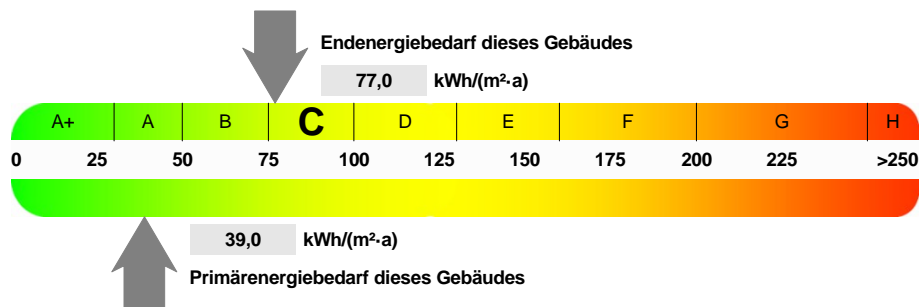 Endenergiebedarf dieses Gebäudes
77,0 kWh/(m²·a)
A+ A B C D E F G H
0 25 50 75 100 125 150 175 200 225 >250
39,0 kWh/(m²·a)
Primärenergiebedarf dieses Gebäudes